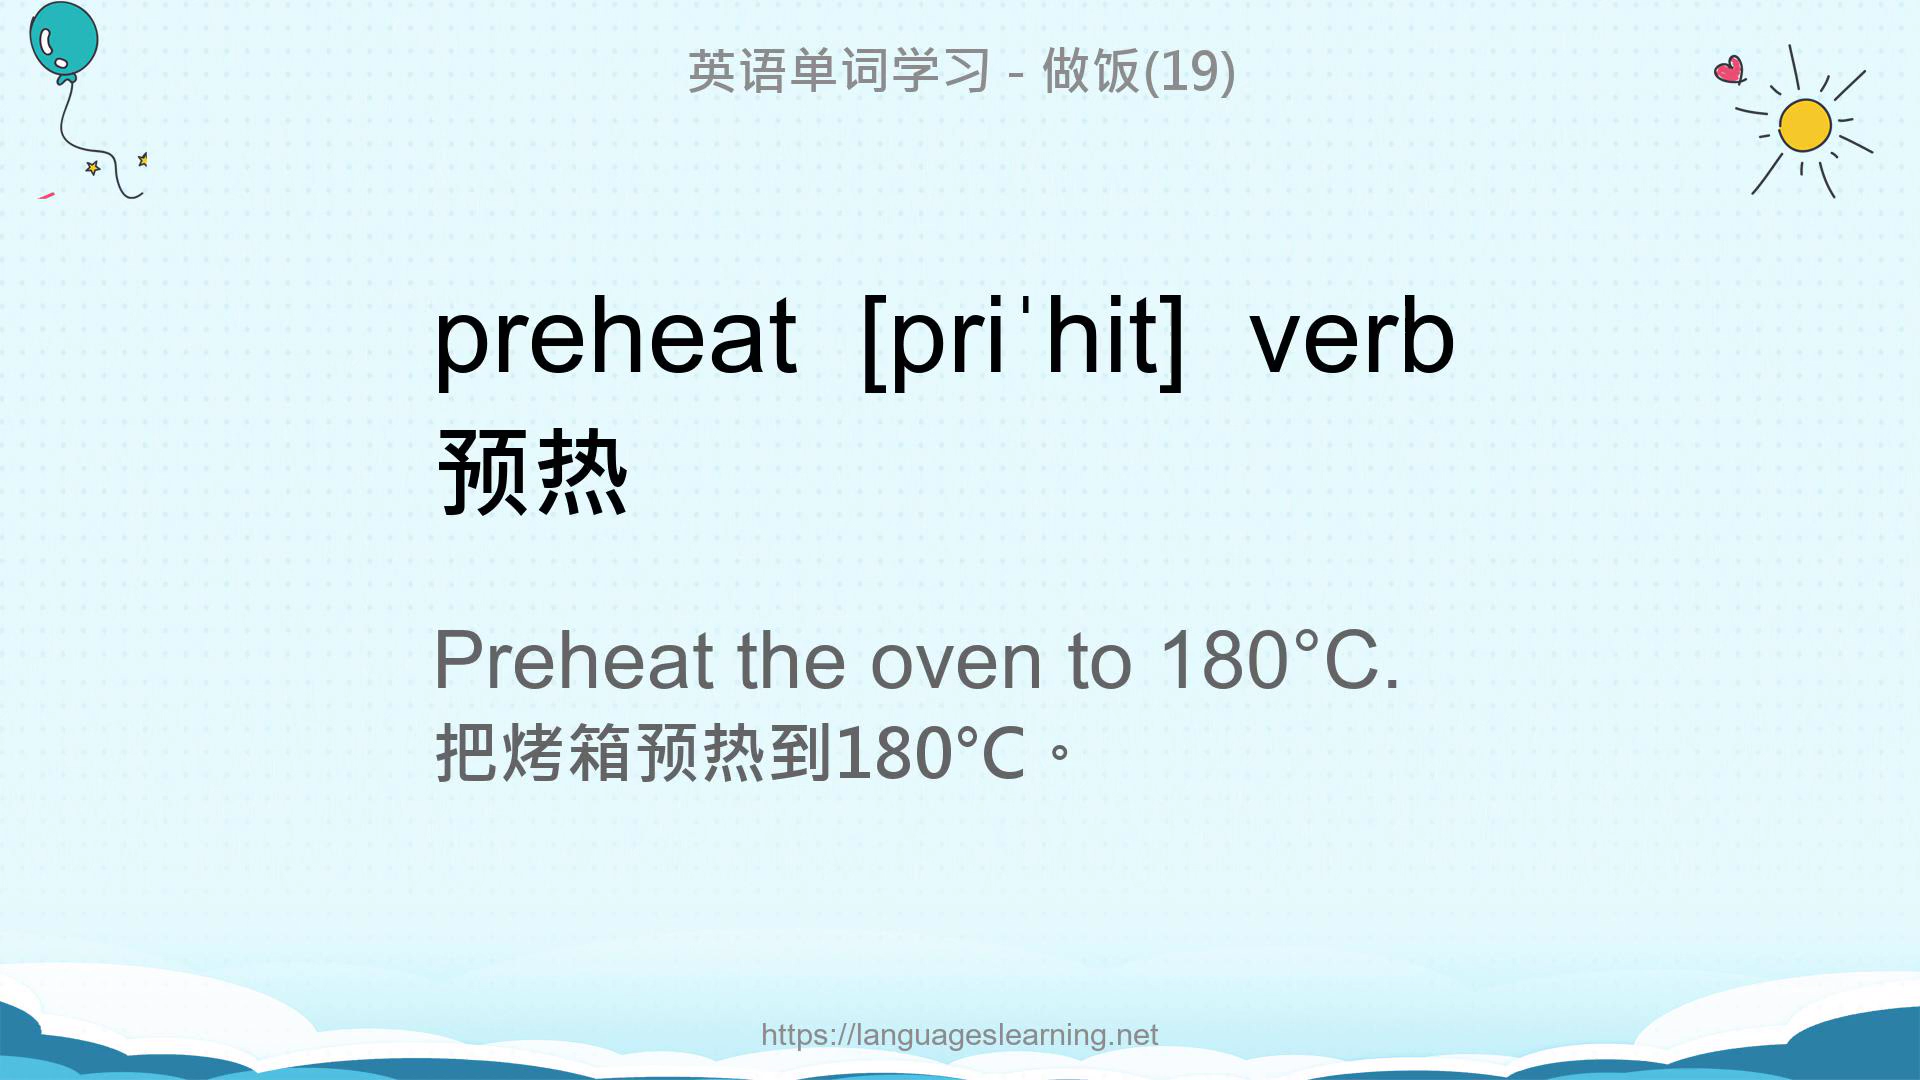 英语单词学习 - 做饭(19)
preheat [priˈhit] verb
预热
Preheat the oven to 180°C.
把烤箱预热到180°C。
https://languageslearning.net